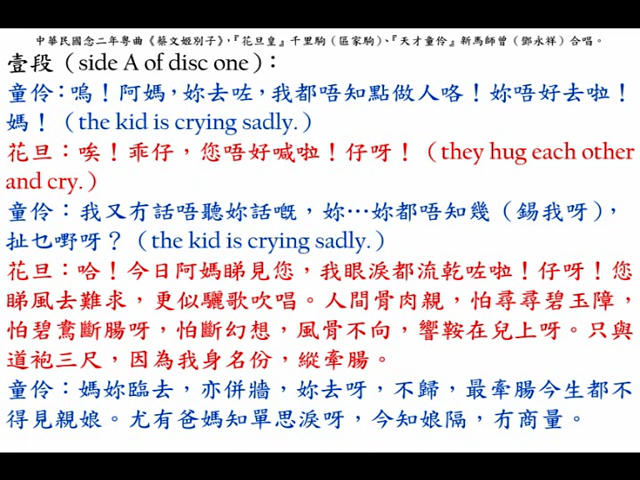 中華民國念二年粵曲《蔡文姬別子》，『花旦皇』千里駒（區家駒）、『天才童伶』新馬師曾（鄧永祥）合唱。
壹段（side A of disc one）：
童伶：嗚！阿媽，妳去咗，我都唔知點做人咯！妳唔好去啦！
媽！（the kid is crying sadly.）
花旦：唉！乖仔，您唔好喊啦！仔呀！（they hug each other
and cry.）
童伶：我又冇話唔聽妳話嘅，妳…妳都唔知幾（錫我呀），
扯乜嘢呀？（the kid is crying sadly.）
花旦：哈！今日阿媽睇見您，我眼淚都流乾咗啦！仔呀！您
睇風去難求，更似驪歌吹唱。人間骨肉親，怕尋尋碧玉障，
怕碧鴦斷腸呀，怕斷幻想，風骨不向，響鞍在兒上呀。只與
道袍三尺，因為我身名份，縱牽腸。
童伶：媽妳臨去，亦併牆，妳去呀，不歸，最牽腸今生都不
得見親娘。尤有爸媽知單思淚呀，今知娘隔，冇商量。